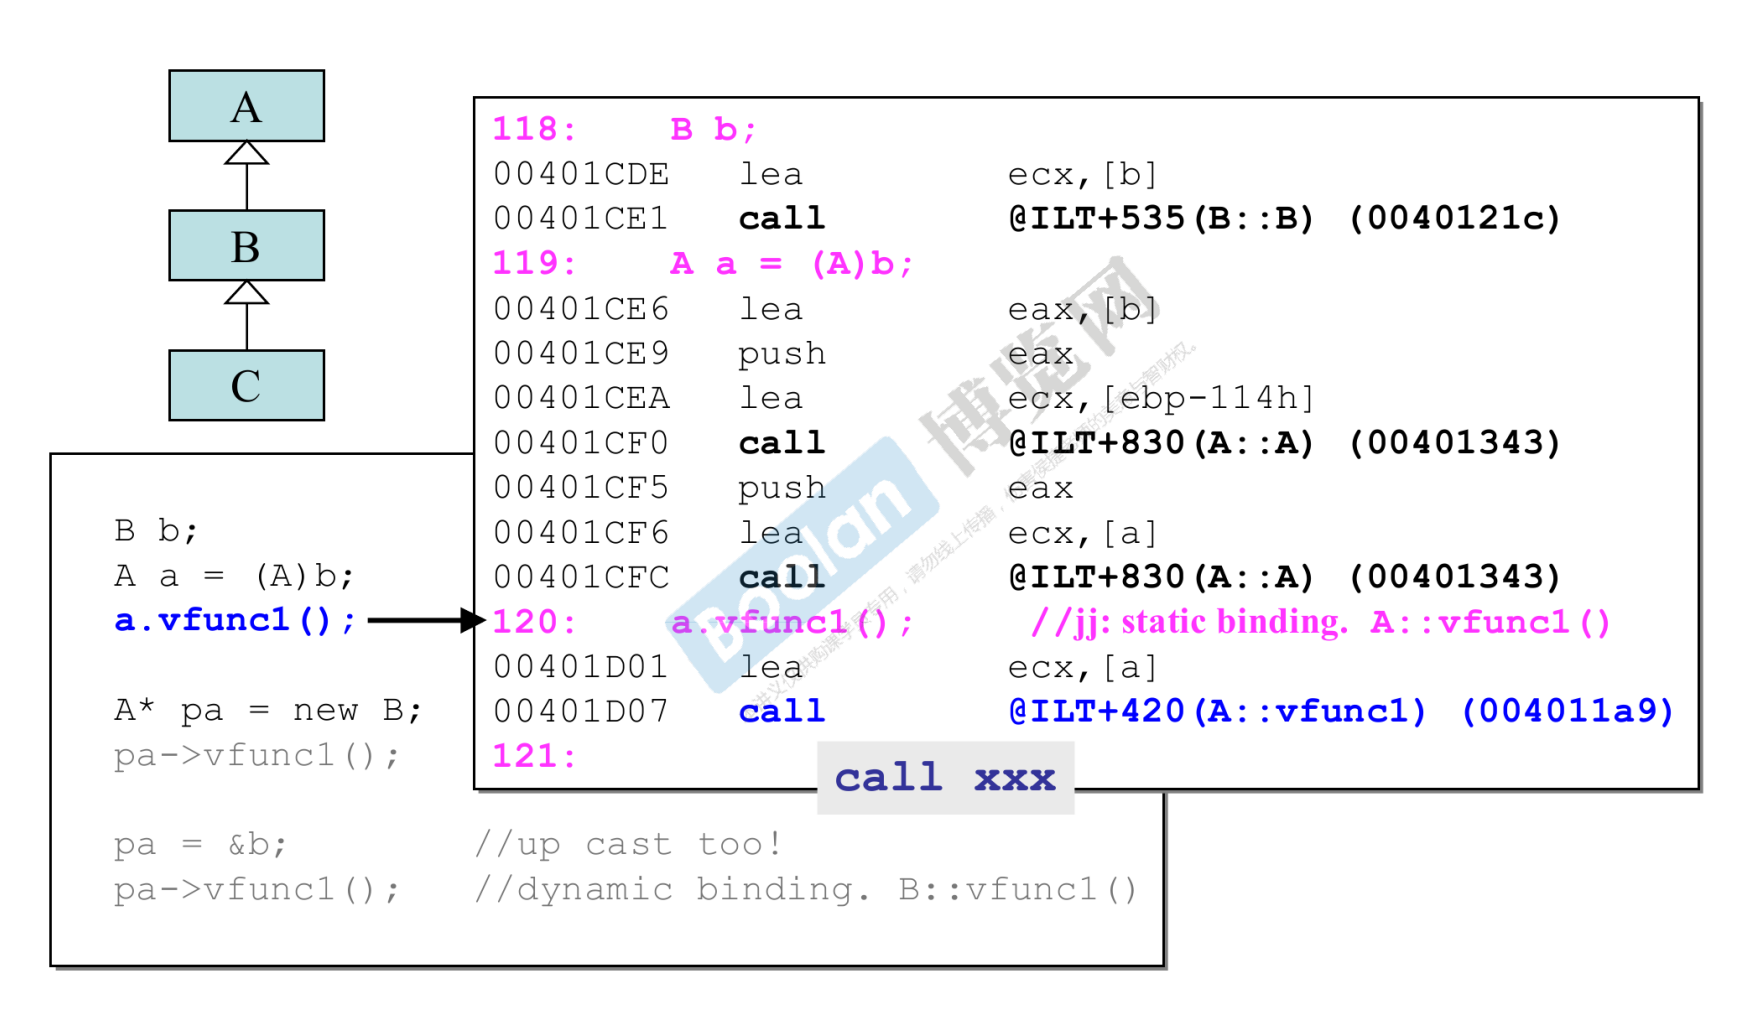 A
B
C
118:    B b;
00401CDE   lea   ecx,[b]
00401CE1   call   @ILT+535(B::B) (0040121c)
119:    A a = (A)b;
00401CE6   lea   eax,[b]
00401CE9   push   eax
00401CEA   lea   ecx,[ebp-114h]
00401CF0   call   @ILT+830(A::A) (00401343)
00401CF5   push   eax
00401CF6   lea   ecx,[a]
00401CFC   call   @ILT+830(A::A) (00401343)
120:    a.vfunc1();   //jj: static binding. A::vfunc1()
00401D01   lea   ecx,[a]
00401D07   call   @ILT+420(A::vfunc1) (004011a9)
121:
call xxx
B b;
A a = (A)b;
a.vfunc1();
A* pa = new B;
pa->vfunc1();
pa = &b;   //up cast too!
pa->vfunc1();   //dynamic binding. B::vfunc1()
Boolan
博览网